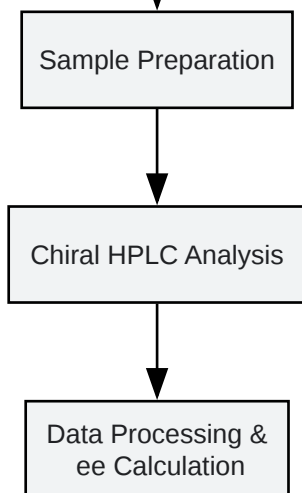 Sample Preparation
Chiral HPLC Analysis
Data Processing &
ee Calculation